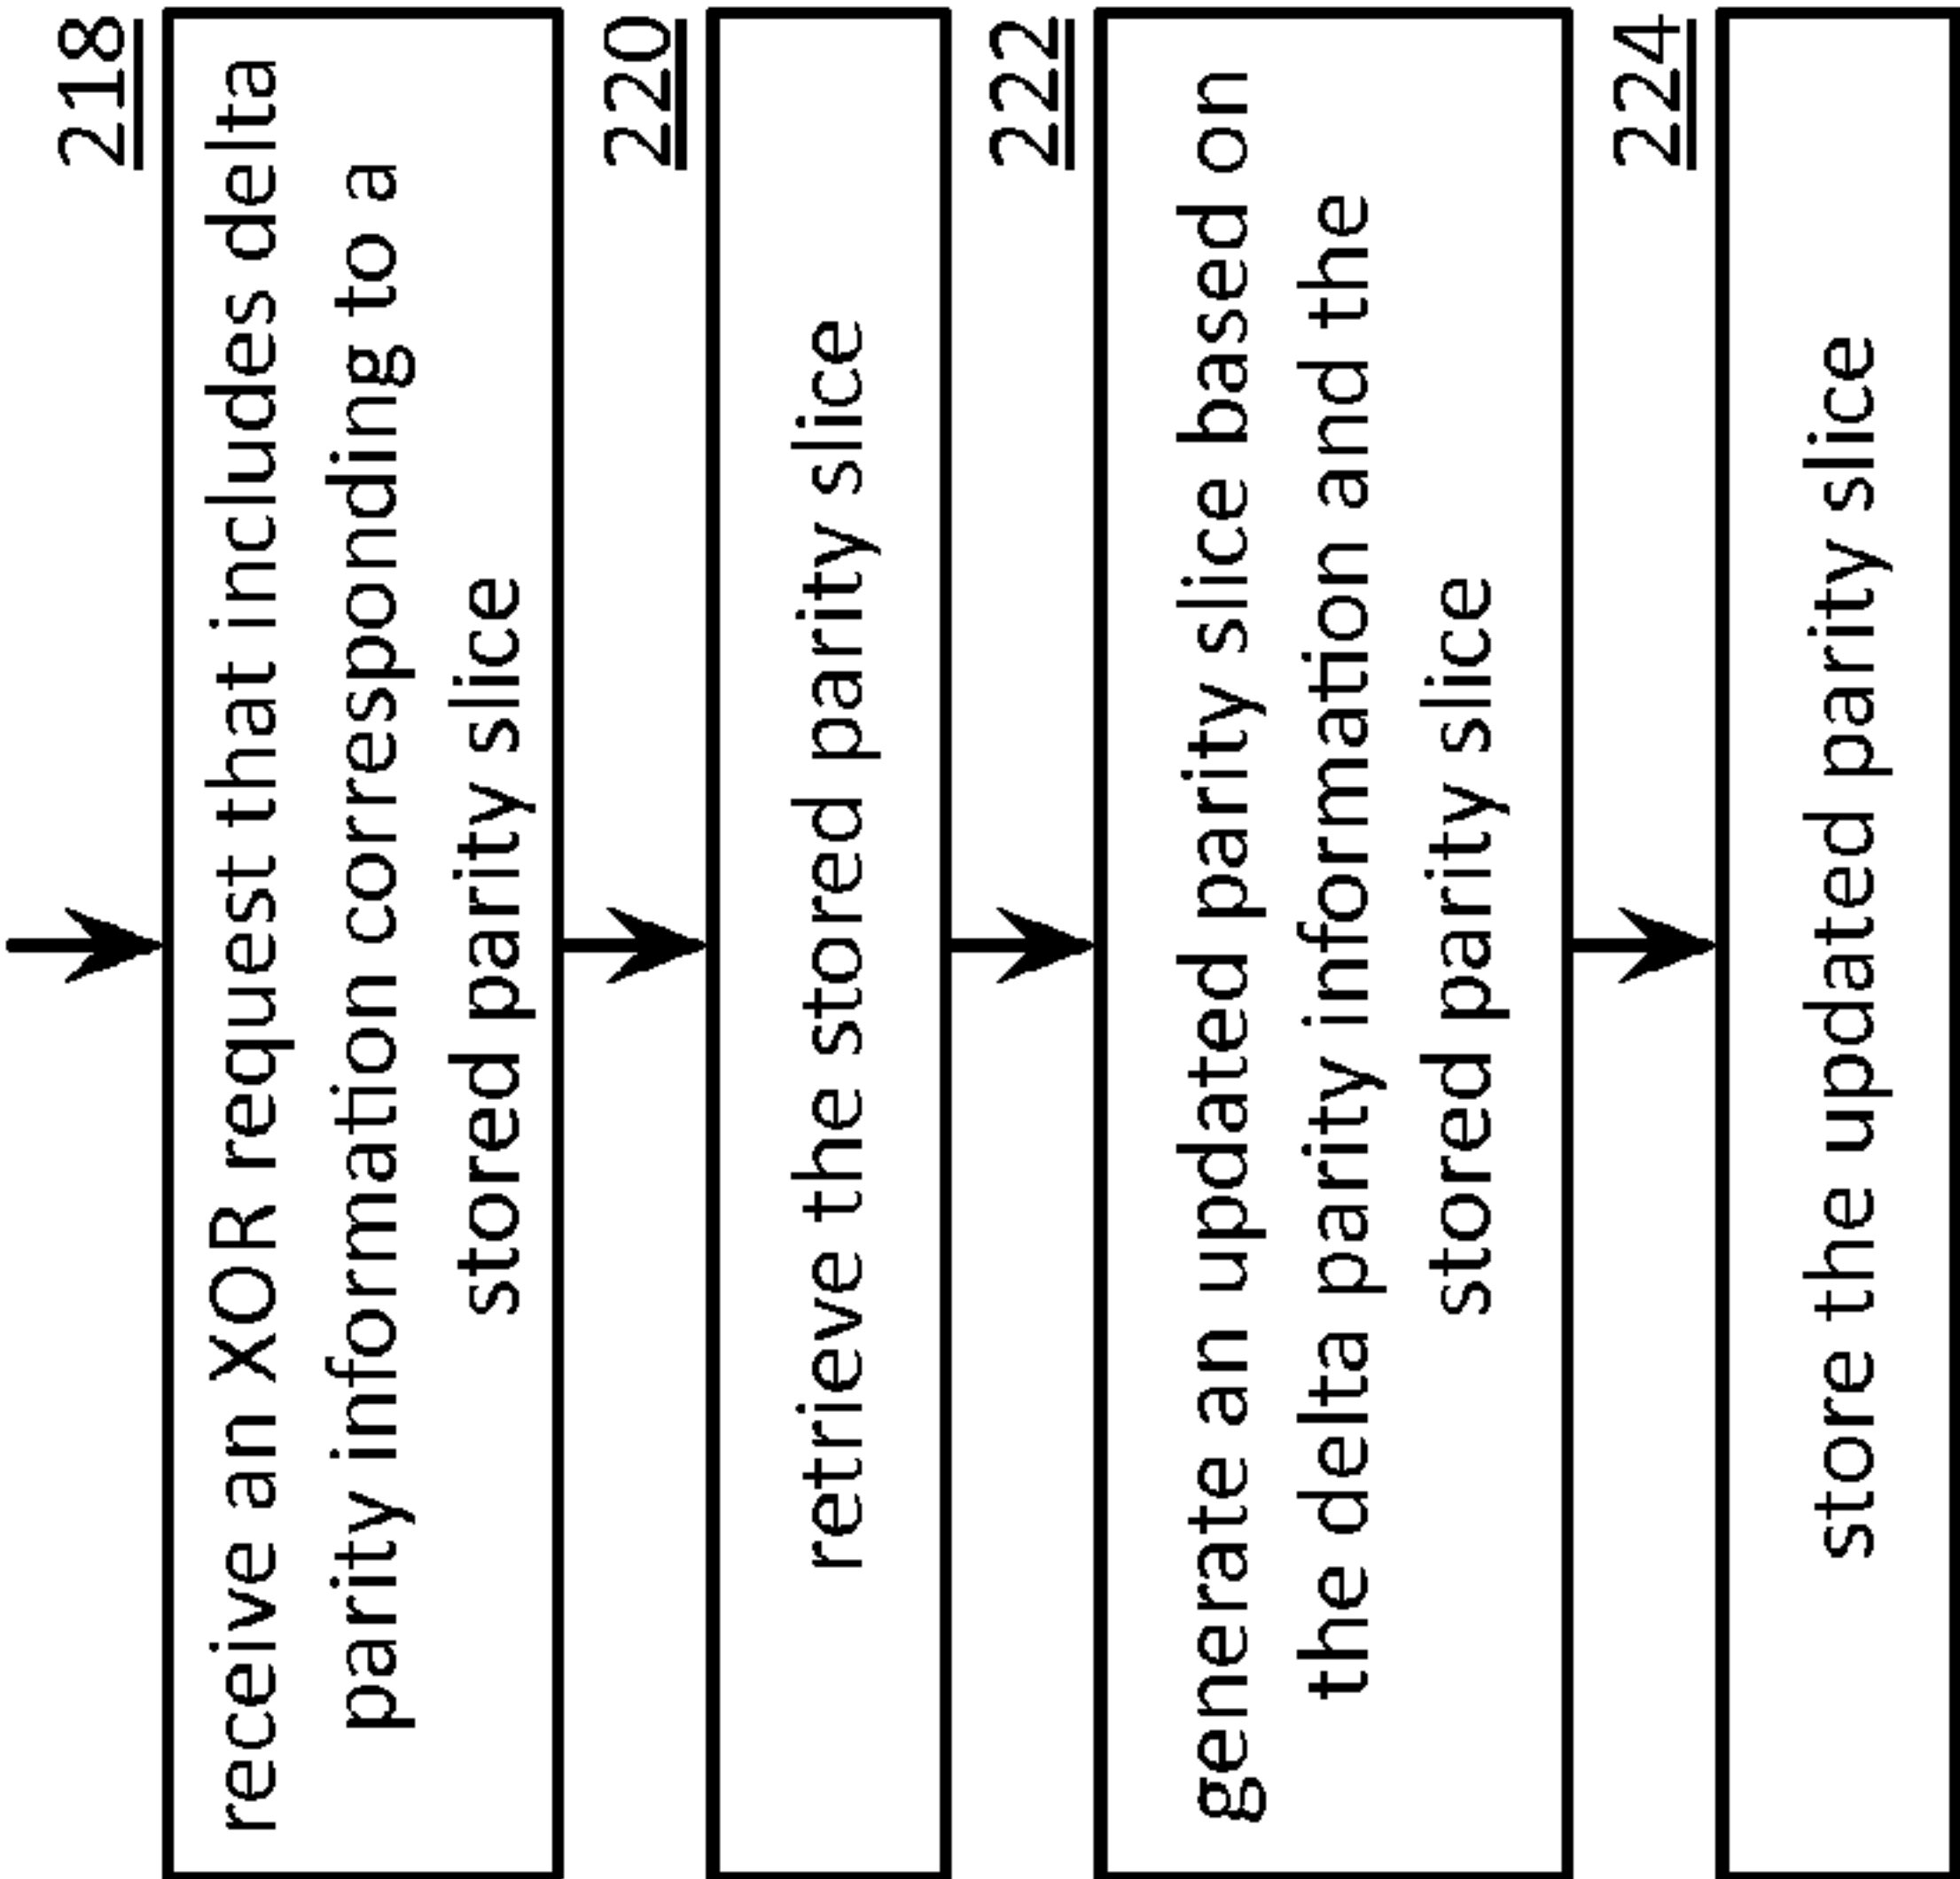 218
receive an XOR request that includes delta
parity information corresponding to a
stored parity slice
220
retrieve the stored parity slice
222
generate an updated parity slice based on
the delta parity information and the
stored parity slice
224
store the updated parity slice